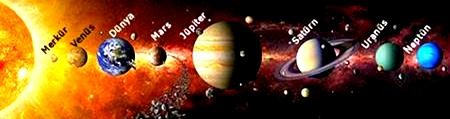 Merkür
Venüs
Dünya
Mars
Jüpiter
Satürn
Uranüs
Neptün